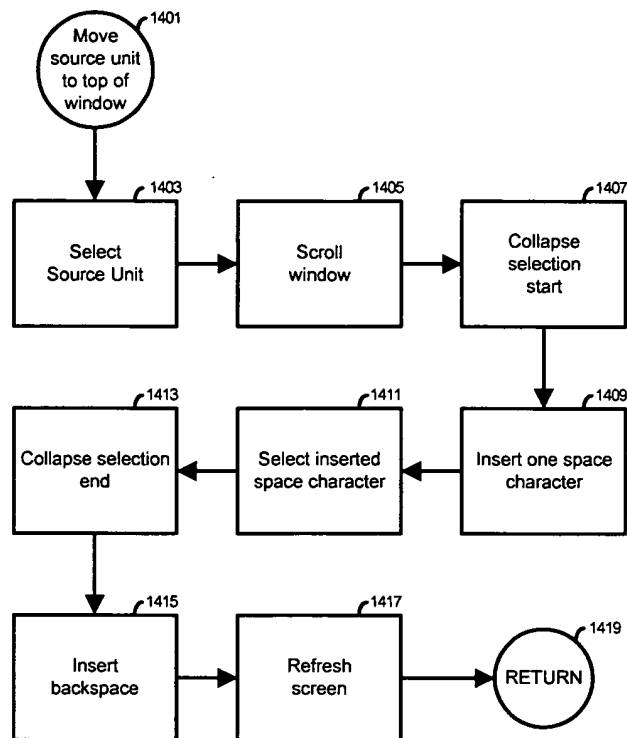 1401
Move
source unit
to top of
window
1403
Select
Source Unit
1405
Scroll
window
1407
Collapse
selection
start
1409
Insert one space
character
1411
Select inserted
space character
1413
Collapse selection
end
1415
Insert
backspace
1417
Refresh
screen
1419
RETURN